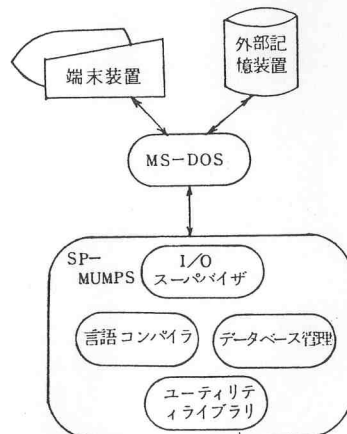 端末装置
外部記
憶装置
MS-DOS
SP-
MUMPS
I/O
スーパバイザ
言語コンパイラ
データベース管理
ユーティリテ
ィライブラリ